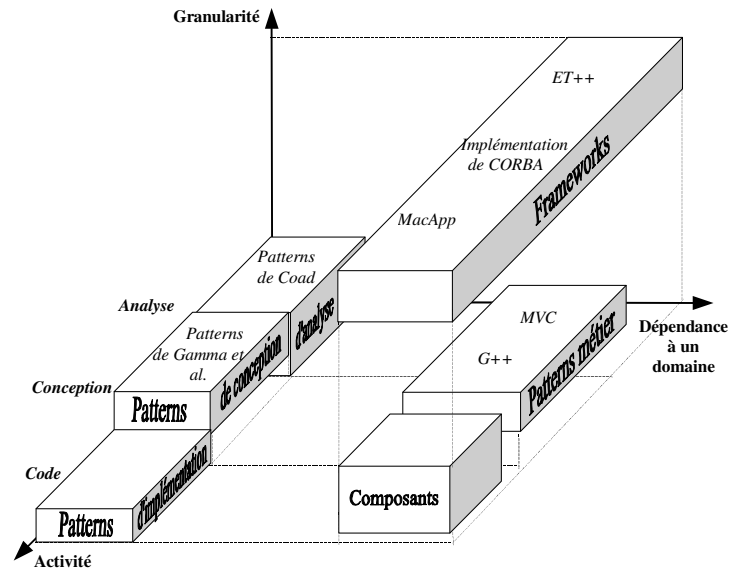 Granularité
ET++
Implémentation
de CORBA
Frameworks
MacApp
Patterns
de Coad
d'analyse
Analyse
MVC
Dépendance
à un
domaine
Patterns
de Gamma et
al.
de conception
G++
Patterns métier
Conception
Patterns
Code
d'implémentation
Composants
Patterns
Activité